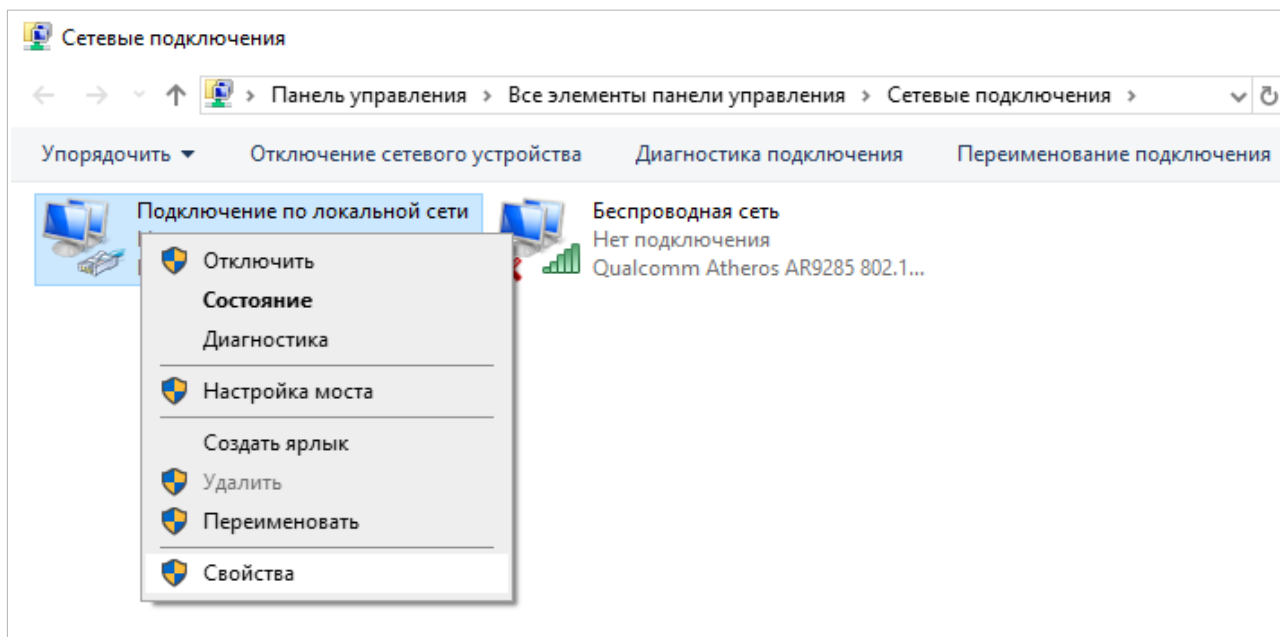 Сетевые подключения
Панель управления > Все элементы панели управления > Сетевые подключения >
Упорядочить Отключение сетевого устройства Диагностика подключения Переименование подключения
Подключение по локальной сети
Беспроводная сеть
Нет подключения
Qualcomm Atheros AR9285 802.1...
Отключить
Состояние
Диагностика
Настройка моста
Создать ярлык
Удалить
Переименовать
Свойства